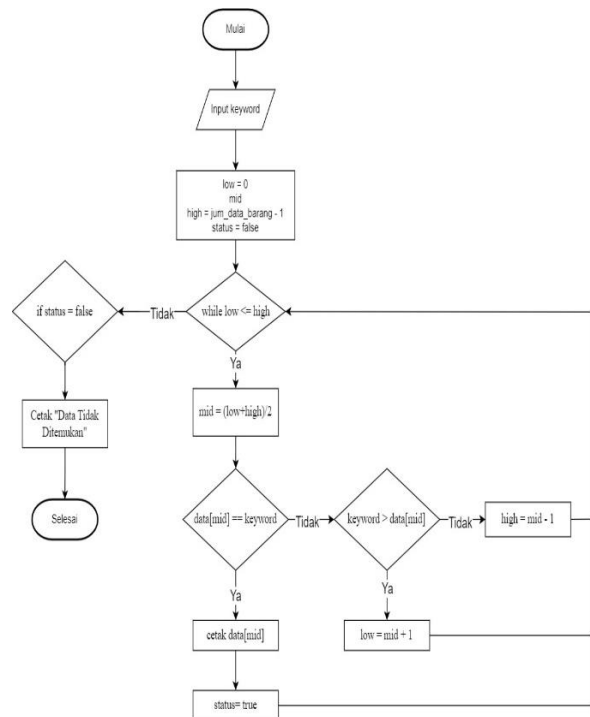 Mulai
Input keyword
low = 0
mid
high = jum_data_barang - 1
status = false
if status = false
Tidak
while low <= high
Ya
Cetak "Data Tidak
Ditemukan"
mid = (low+high)/2
Selesai
data[mid] == keyword
Tidak
keyword > data[mid]
Tidak
high = mid - 1
Ya
Ya
cetak data[mid]
low = mid + 1
status= true